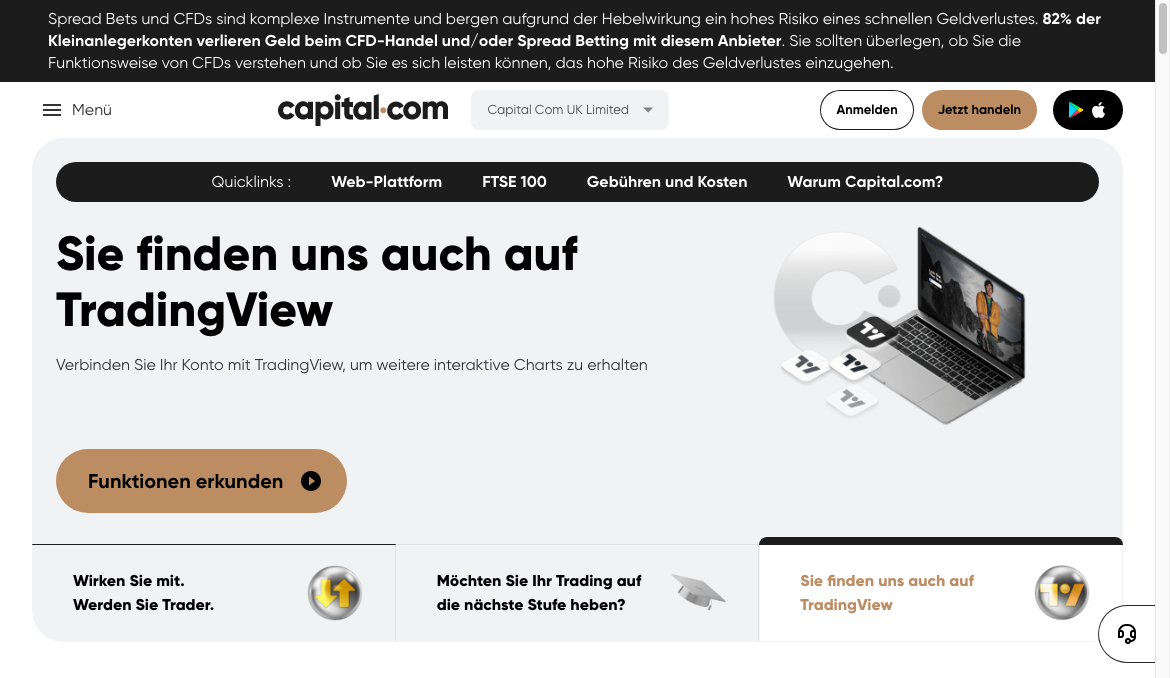 Spread Bets und CFDs sind komplexe Instrumente und bergen aufgrund der Hebelwirkung ein hohes Risiko eines schnellen Geldverlustes. 82% der
Kleinanlegerkonten verlieren Geld beim CFD-Handel und/oder Spread Betting mit diesem Anbieter. Sie sollten überlegen, ob Sie die
Funktionsweise von CFDs verstehen und ob Sie es sich leisten können, das hohe Risiko des Geldverlustes einzugehen.
Menü
capital.com
Capital Com UK Limited
Anmelden
Jetzt handeln
Quicklinks :
Web-Plattform
FTSE 100
Gebühren und Kosten
Warum Capital.com?
Sie finden uns auch auf
TradingView
Verbinden Sie Ihr Konto mit TradingView, um weitere interaktive Charts zu erhalten
Funktionen erkunden
Wirken Sie mit.
Werden Sie Trader.
Möchten Sie Ihr Trading auf
die nächste Stufe heben?
Sie finden uns auch auf
TradingView